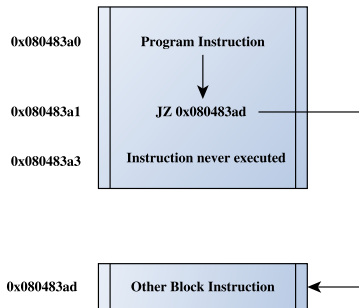 0x080483a0 Program Instruction
0x080483a1 JZ 0x080483ad
0x080483a3 Instruction never executed
0x080483ad Other Block Instruction